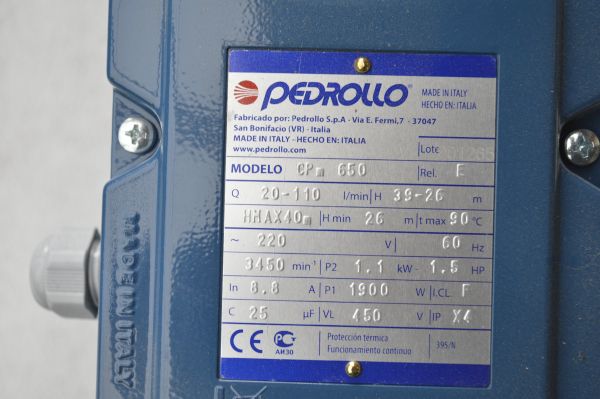 PEDROLLO
MADE IN ITALY
HECHO EN: ITALIA
Fabricado por: Pedrollo S.p.A - Via E. Fermi,7 - 37047
San Bonifacio (VR) - Italia
MADE IN ITALY - HECHO EN: ITALIA
www.pedrollo.com
Lote
MODELO CPm 650 Rel. E
Q 20-110 l/min H 39-26 m
HMAX40m H min 26 m t max 90 °C
~ 220 V 60 Hz
3450 min⁻¹ P2 1.1 kW - 1.5 HP
In 8.8 A P1 1900 W I.CL F
C 25 µF VL 450 V IP X4
CE PC АИ30 Protección térmica
Funcionamiento continuo
395/N
MADE IN ITALY